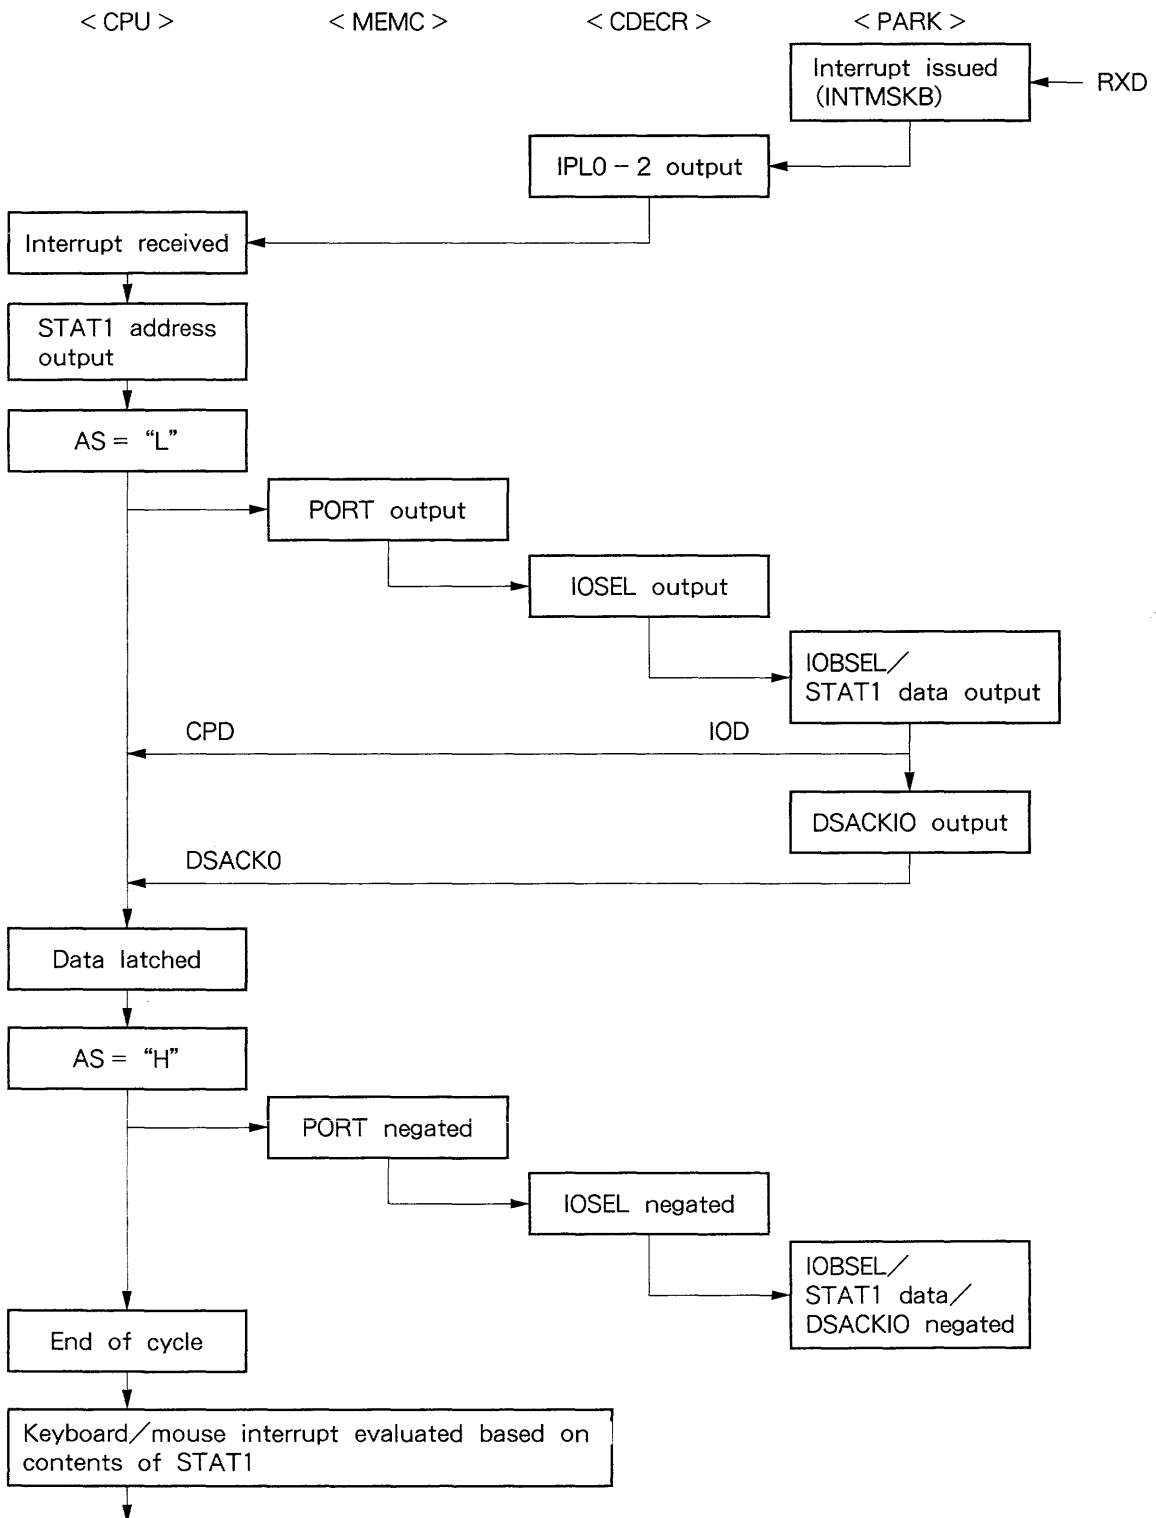 < CPU > < MEMC > < CDECR > < PARK >
Interrupt issued
(INTMSKB)
RXD
IPL0 – 2 output
Interrupt received
STAT1 address
output
AS = “L”
PORT output
IOSEL output
IOBSEL／
STAT1 data output
CPD
IOD
DSACKIO output
DSACK0
Data latched
AS = “H”
PORT negated
IOSEL negated
IOBSEL／
STAT1 data／
DSACKIO negated
End of cycle
Keyboard／mouse interrupt evaluated based on
contents of STAT1